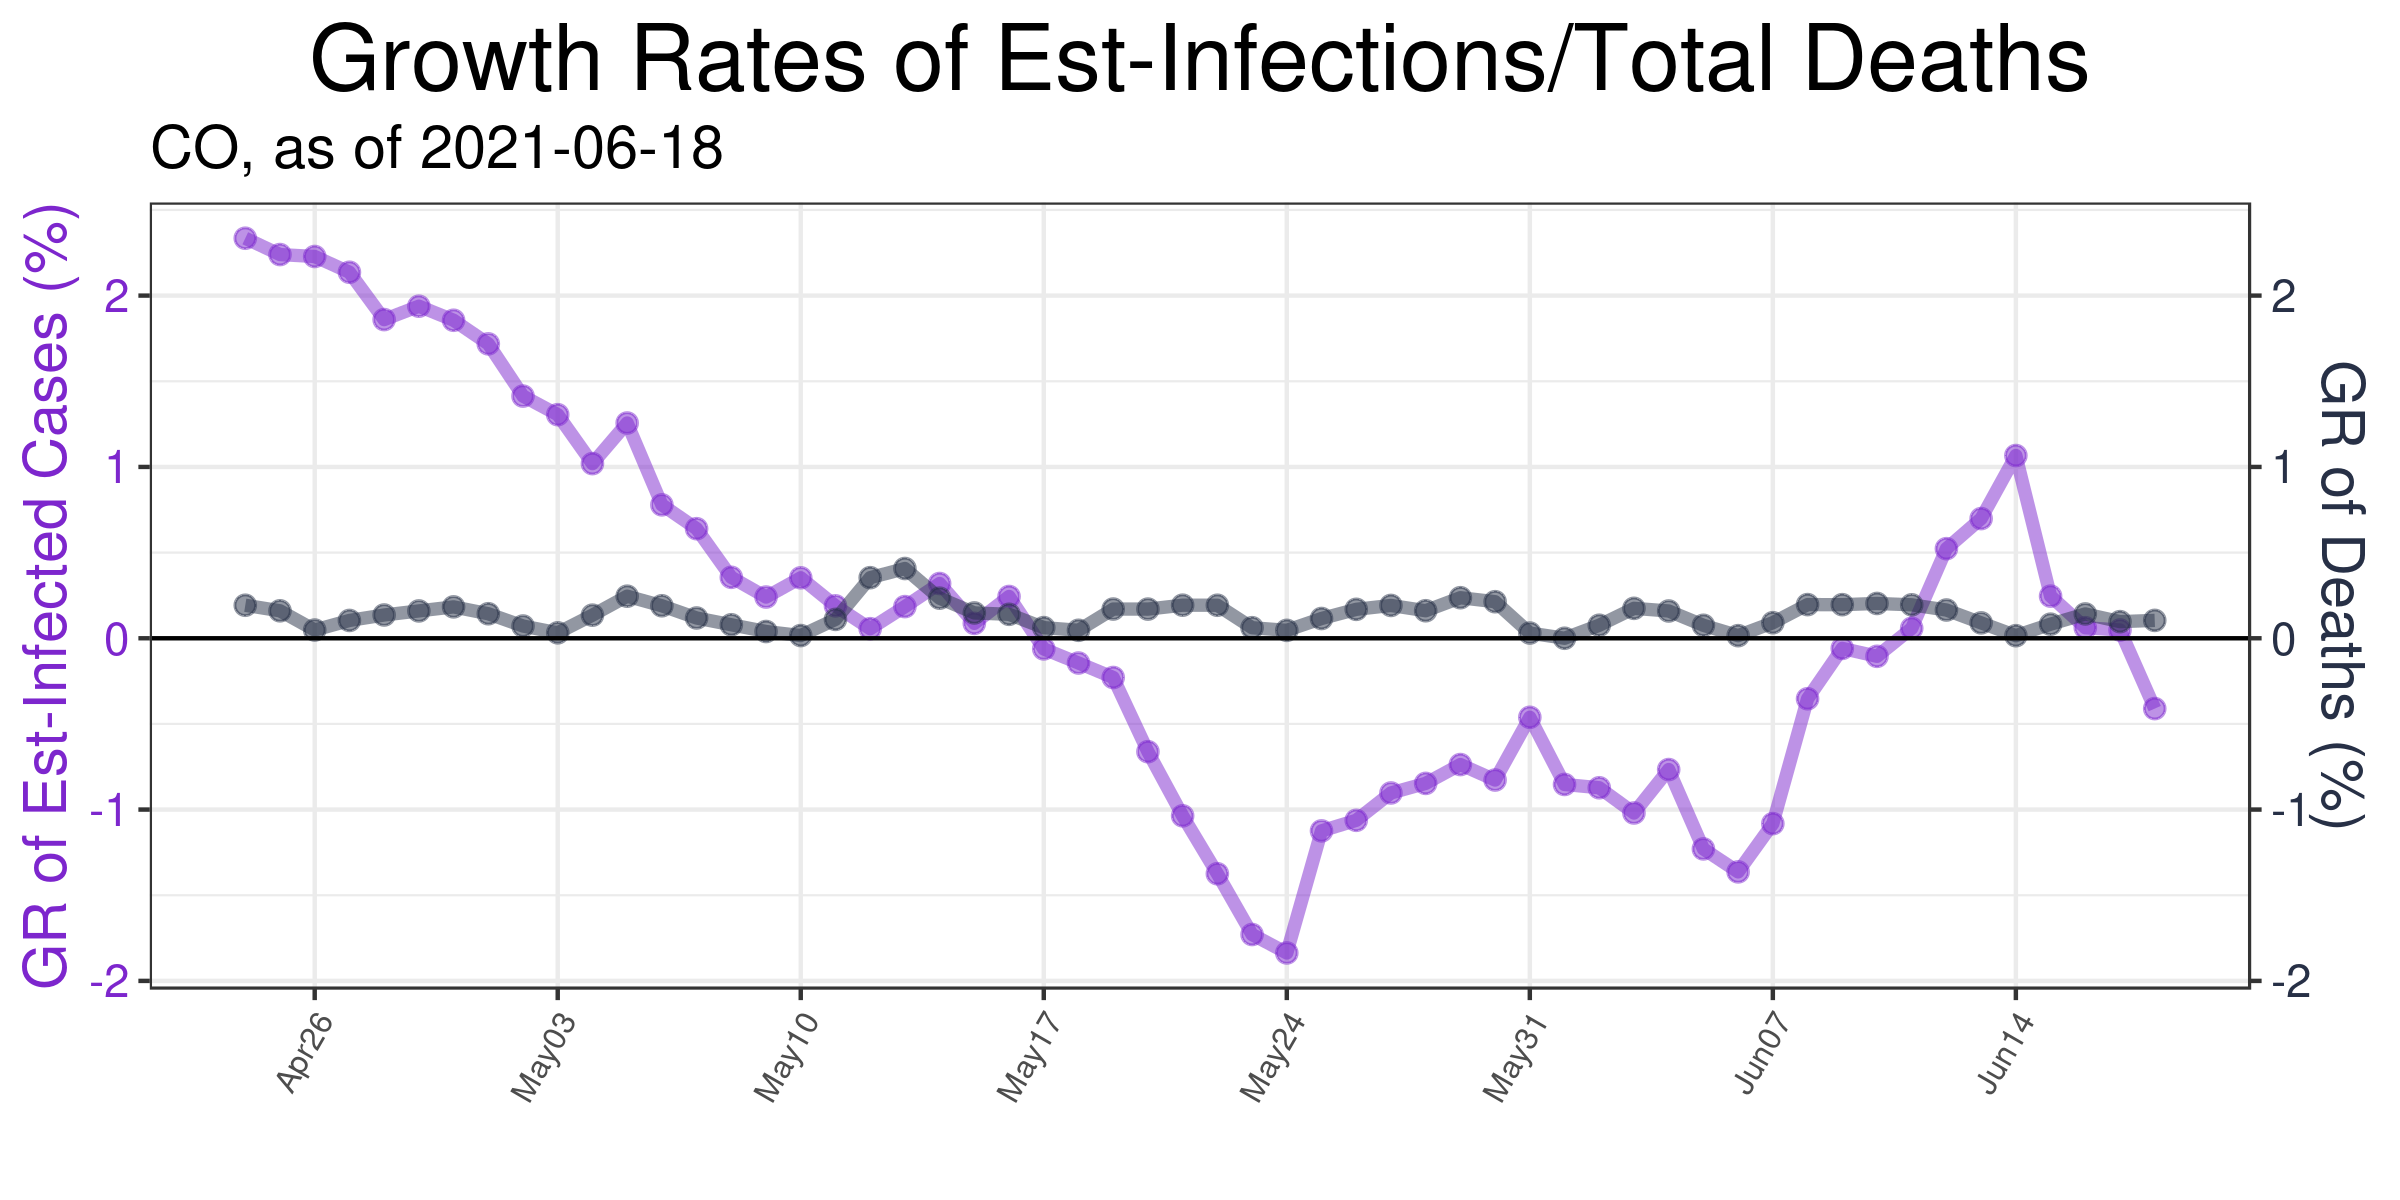 Growth Rates of Est-Infections/Total Deaths
CO, as of 2021-06-18
GR of Est-Infected Cases (%)
2
1
0
-1
-2
2
1
0
-1
-2
GR of Deaths (%)
Apr26
May03
May10
May17
May24
May31
Jun07
Jun14